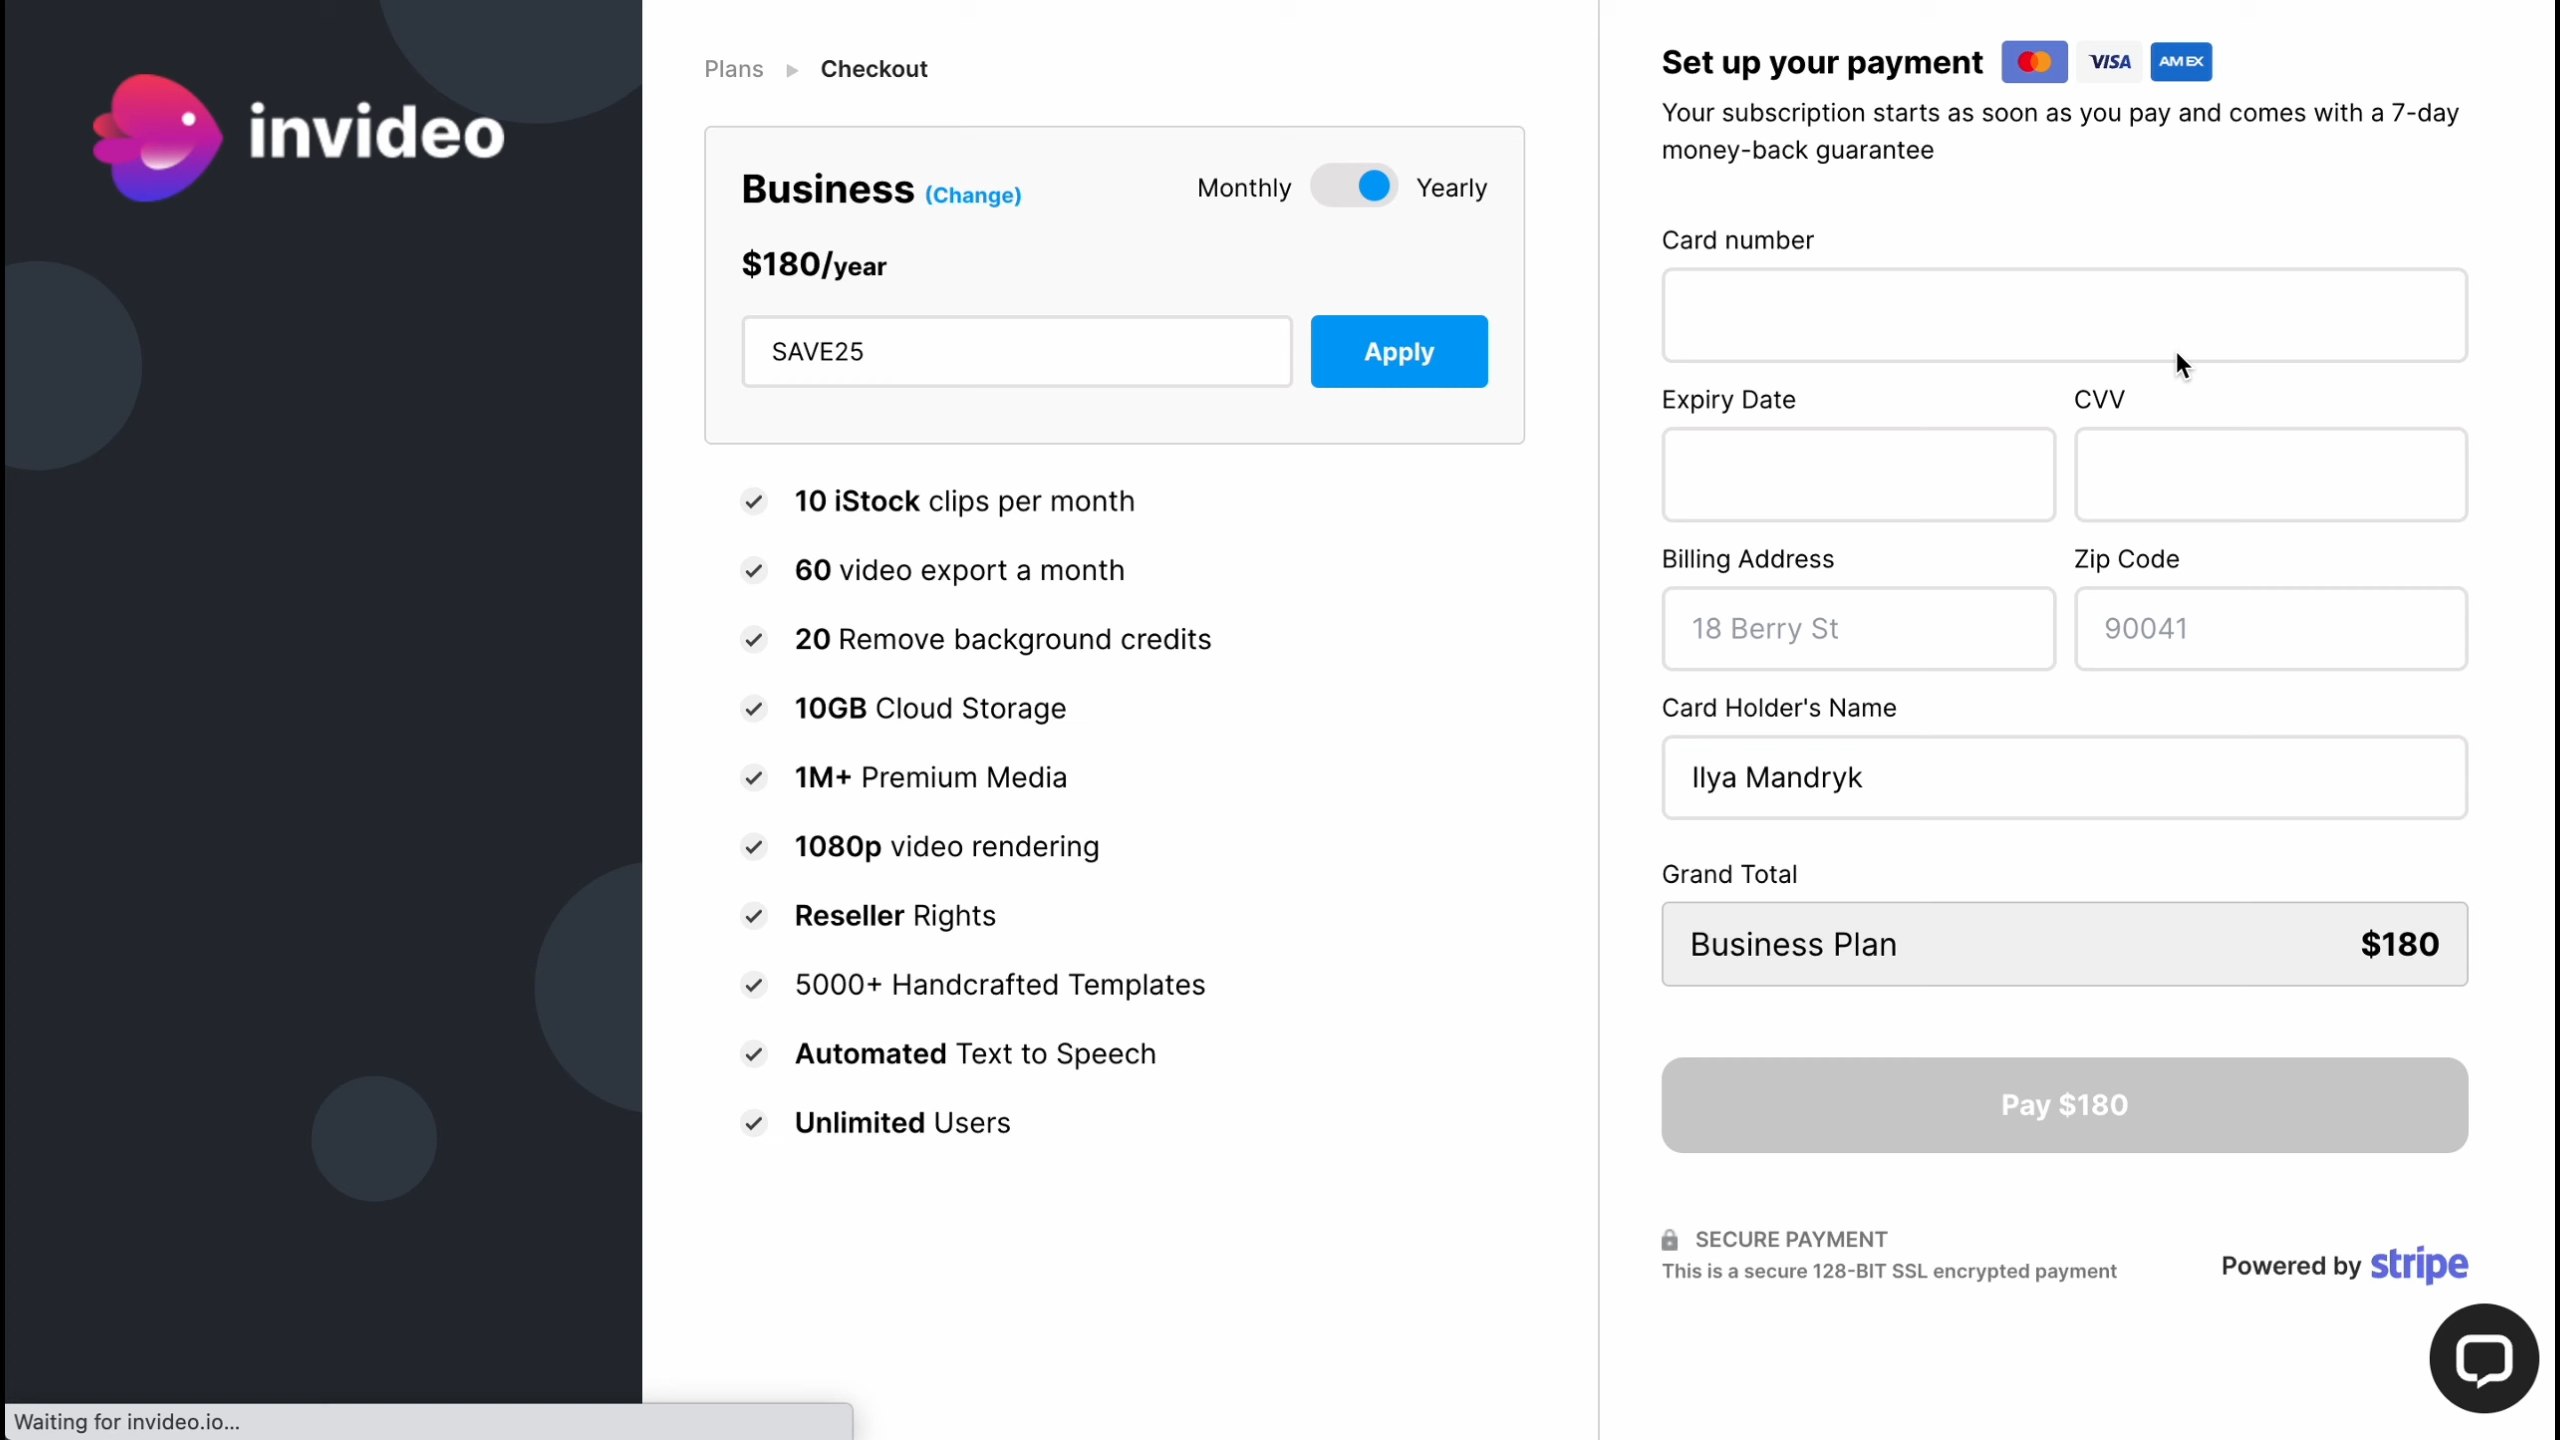 invideo
Plans ▸ Checkout
Business (Change)
Monthly
Yearly
$180/year
SAVE25
Apply
10 iStock clips per month
60 video export a month
20 Remove background credits
10GB Cloud Storage
1M+ Premium Media
1080p video rendering
Reseller Rights
5000+ Handcrafted Templates
Automated Text to Speech
Unlimited Users
Set up your payment
VISA
AMEX
Your subscription starts as soon as you pay and comes with a 7-day
money-back guarantee
Card number
Expiry Date
CVV
Billing Address
Zip Code
18 Berry St
90041
Card Holder's Name
Ilya Mandryk
Grand Total
Business Plan $180
Pay $180
SECURE PAYMENT
This is a secure 128-BIT SSL encrypted payment
Powered by stripe
Waiting for invideo.io...